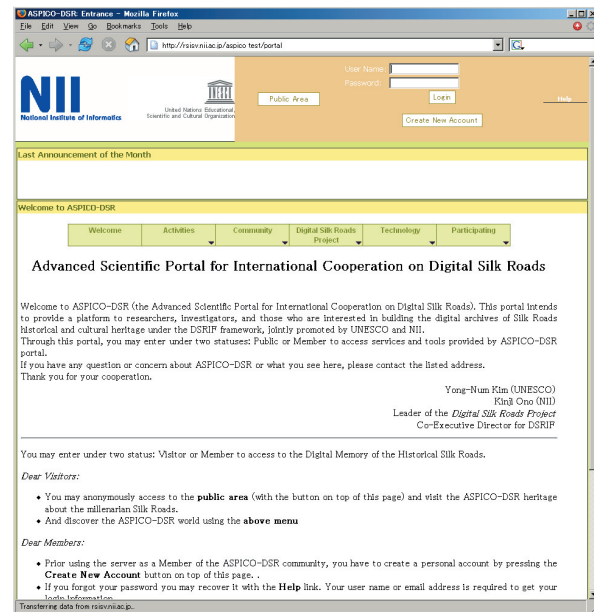 ASPICO-DSR: Entrance - Mozilla Firefox
File Edit View Go Bookmarks Tools Help
http://rsisv.nii.ac.jp/aspico test/portal
NII
National Institute of Informatics
United Nations Educational,
Scientific and Cultural Organization
Public Area
User Name:
Password:
Login
Create New Account
Help
Last Announcement of the Month
Welcome to ASPICO-DSR
Welcome Activities Community Digital Silk Roads Project Technology Participating
Advanced Scientific Portal for International Cooperation on Digital Silk Roads
Welcome to ASPICO-DSR (the Advanced Scientific Portal for International Cooperation on Digital Silk Roads). This portal intends
to provide a platform to researchers, investigators, and those who are interested in building the digital archives of Silk Roads
historical and cultural heritage under the DSRIF framework, jointly promoted by UNESCO and NII.
Through this portal, you may enter under two statuses: Public or Member to access services and tools provided by ASPICO-DSR
portal.
If you have any question or concern about ASPICO-DSR or what you see here, please contact the listed address.
Thank you for your cooperation.
Yong-Num Kim (UNESCO)
Kinji Ono (NII)
Leader of the Digital Silk Roads Project
Co-Executive Director for DSRIF
You may enter under two status: Visitor or Member to access to the Digital Memory of the Historical Silk Roads.
Dear Visitors:
You may anonymously access to the public area (with the button on top of this page) and visit the ASPICO-DSR heritage
about the millenarian Silk Roads.
And discover the ASPICO-DSR world using the above menu
Dear Members:
Prior using the server as a Member of the ASPICO-DSR community, you have to create a personal account by pressing the
Create New Account button on top of this page. .
If you forgot your password you may recover it with the Help link. Your user name or email address is required to get your
login information
Transferring data from rsisv.nii.ac.jp...